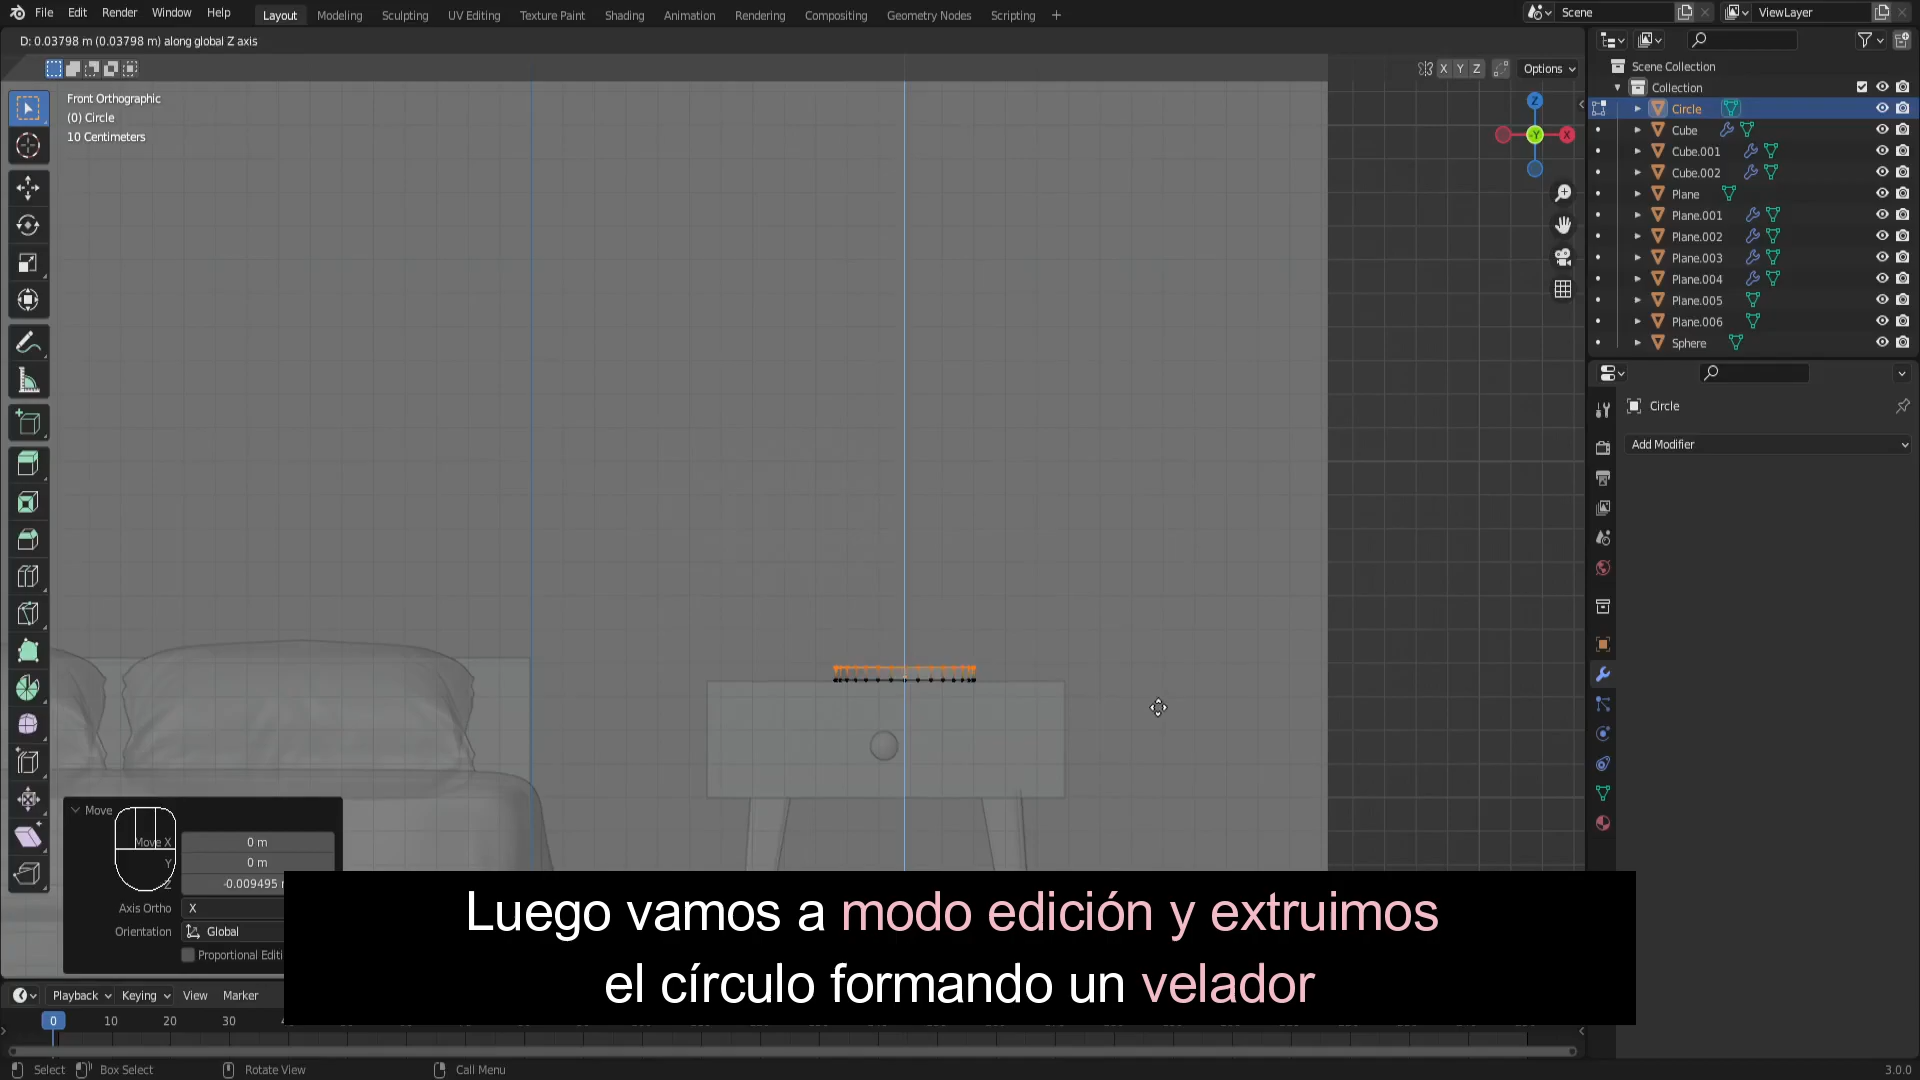 File Edit Render Window Help Layout Modeling Sculpting UV Editing Texture Paint Shading Animation Rendering Compositing Geometry Nodes Scripting Scene ViewLayer
D: 0.03798 m (0.03798 m) along global Z axis
X Y Z Options
Front Orthographic
(0) Circle
10 Centimeters
Z
Y
X
Scene Collection
Collection
Circle
Cube
Cube.001
Cube.002
Plane
Plane.001
Plane.002
Plane.003
Plane.004
Plane.005
Plane.006
Sphere
Circle
Add Modifier
Move
Move X 0 m
Y 0 m
Z -0.009495
Axis Ortho X
Orientation Global
Proportional Editi
Luego vamos a modo edición y extruimos
el círculo formando un velador
Playback Keying View Marker
0 10 20 30
Select Box Select Rotate View Call Menu 3.0.0